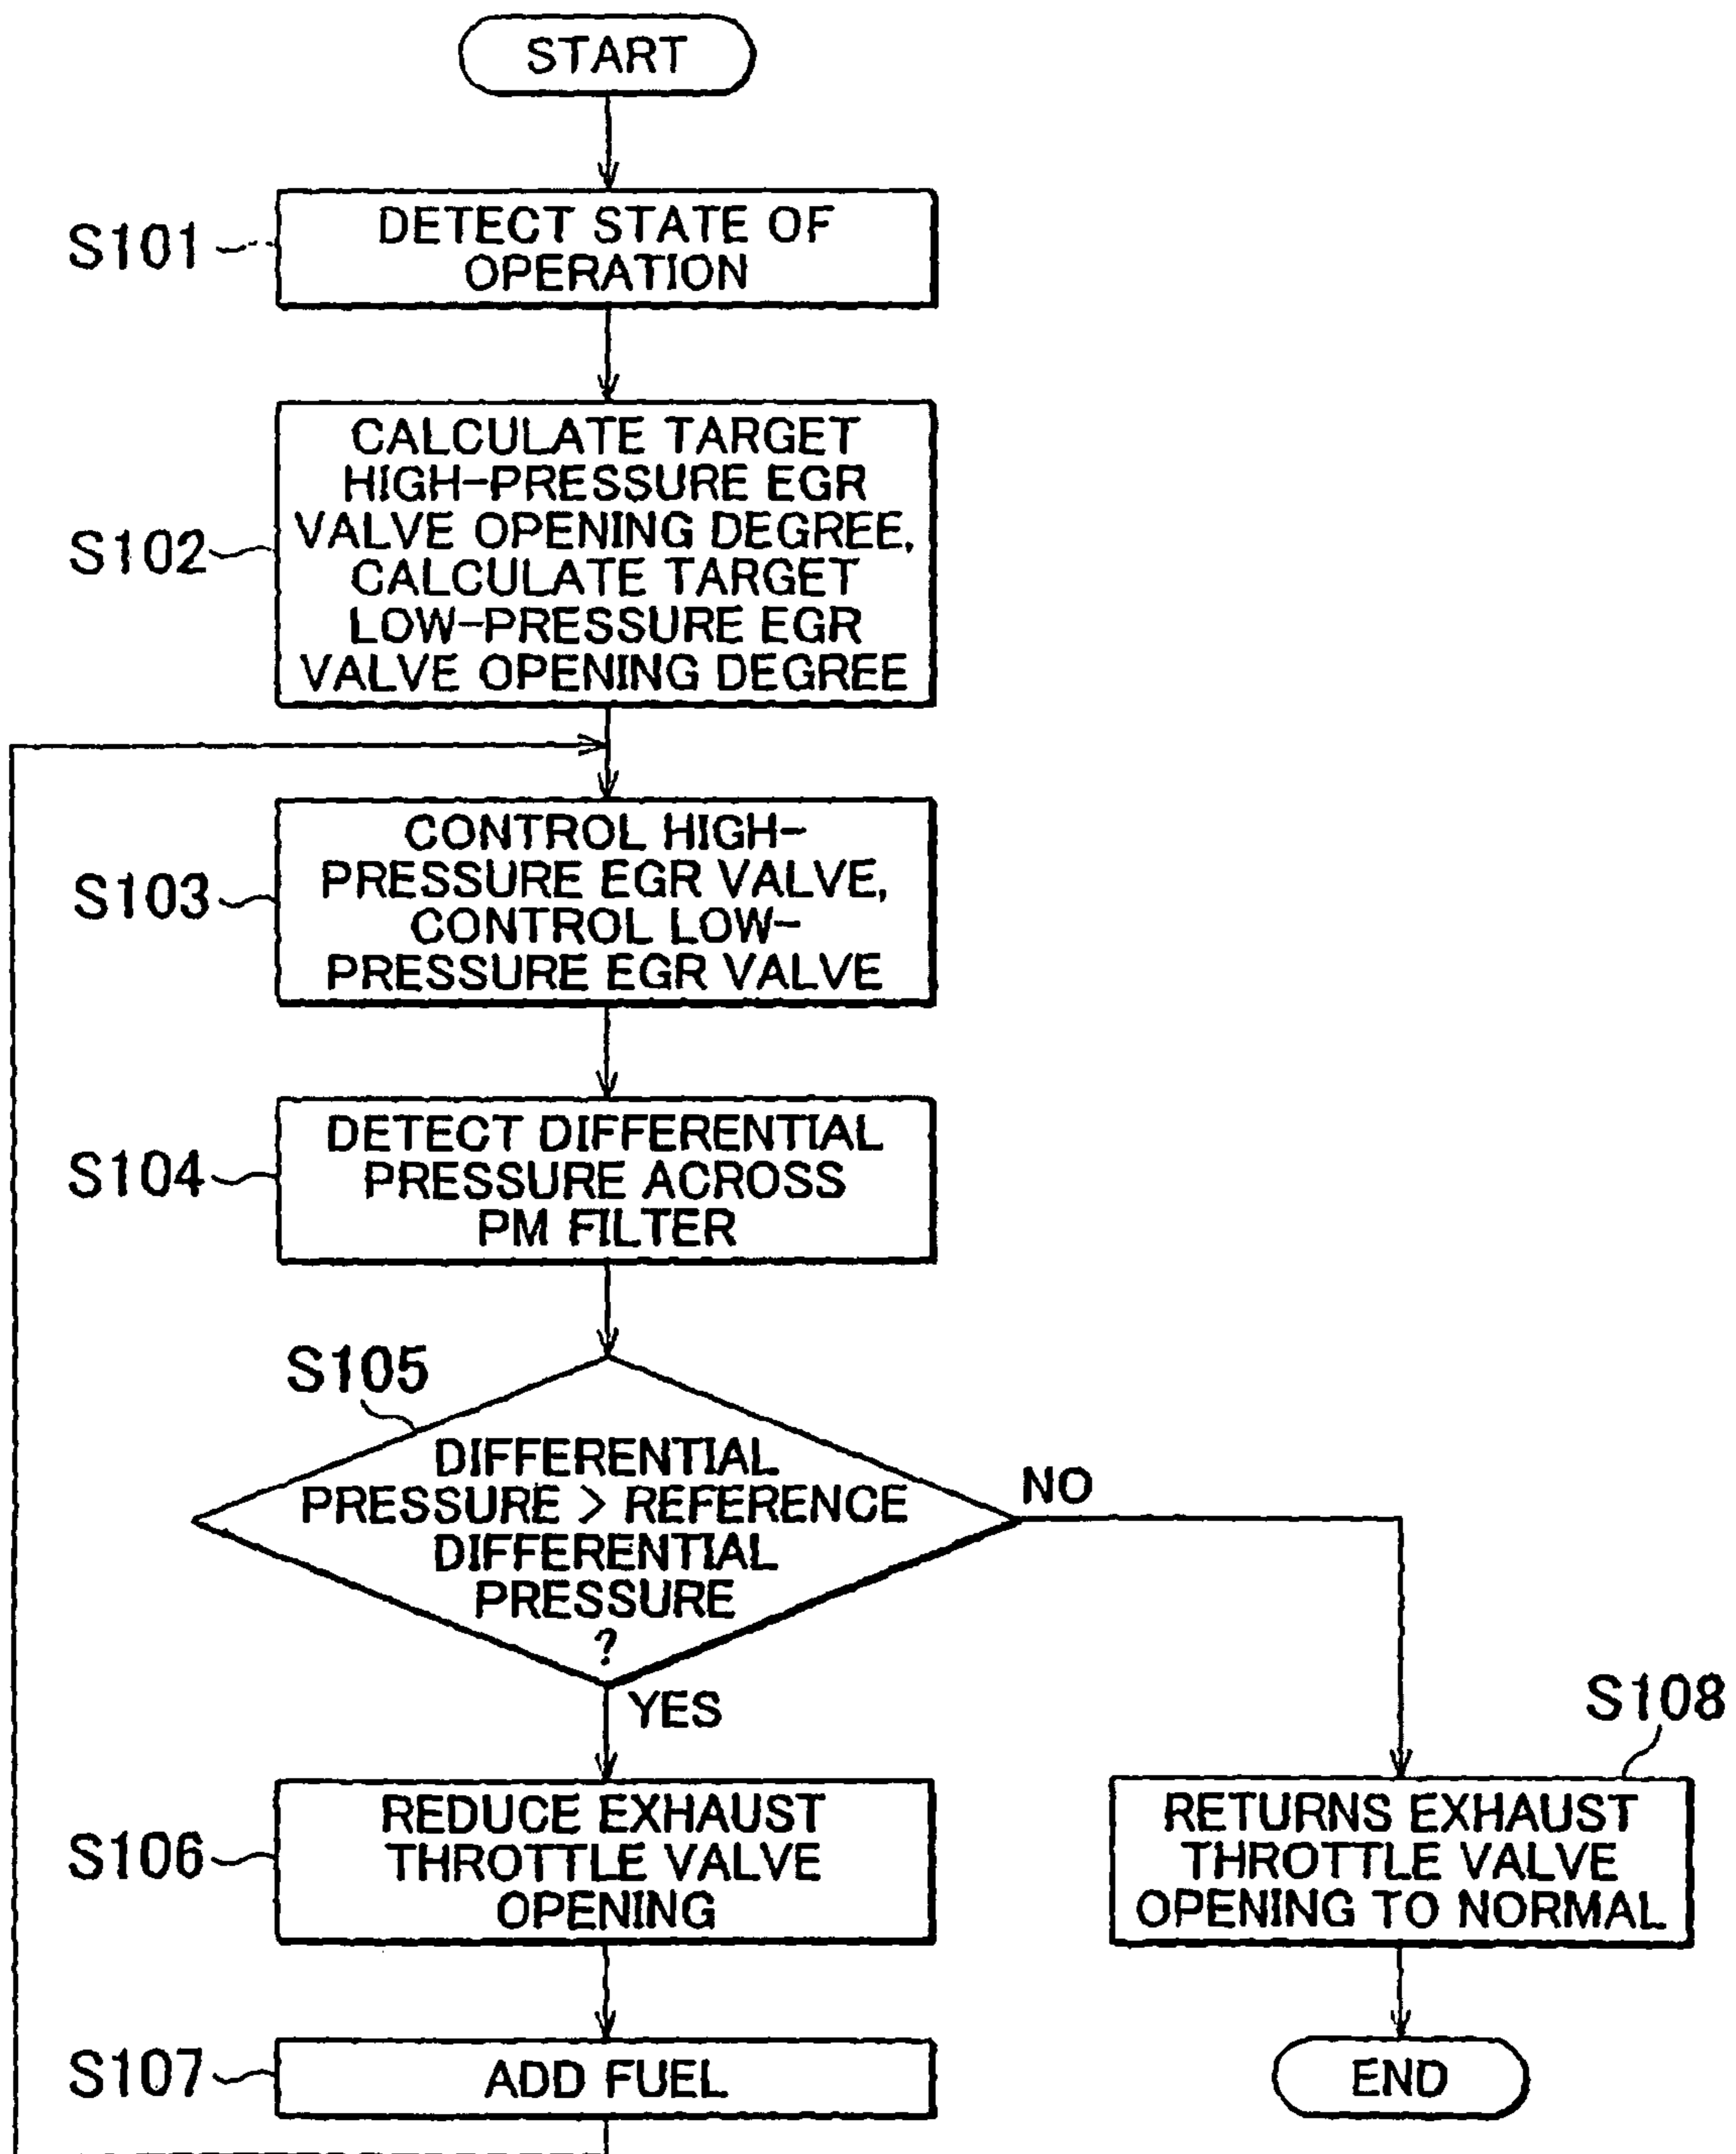 START
S101
DETECT STATE OF
OPERATION
S102
CALCULATE TARGET
HIGH-PRESSURE EGR
VALVE OPENING DEGREE,
CALCULATE TARGET
LOW-PRESSURE EGR
VALVE OPENING DEGREE
S103
CONTROL HIGH-
PRESSURE EGR VALVE,
CONTROL LOW-
PRESSURE EGR VALVE
S104
DETECT DIFFERENTIAL
PRESSURE ACROSS
PM FILTER
S105
DIFFERENTIAL
PRESSURE > REFERENCE
DIFFERENTIAL
PRESSURE
?
NO
YES
S106
REDUCE EXHAUST
THROTTLE VALVE
OPENING
S108
RETURNS EXHAUST
THROTTLE VALVE
OPENING TO NORMAL
S107
ADD FUEL
END